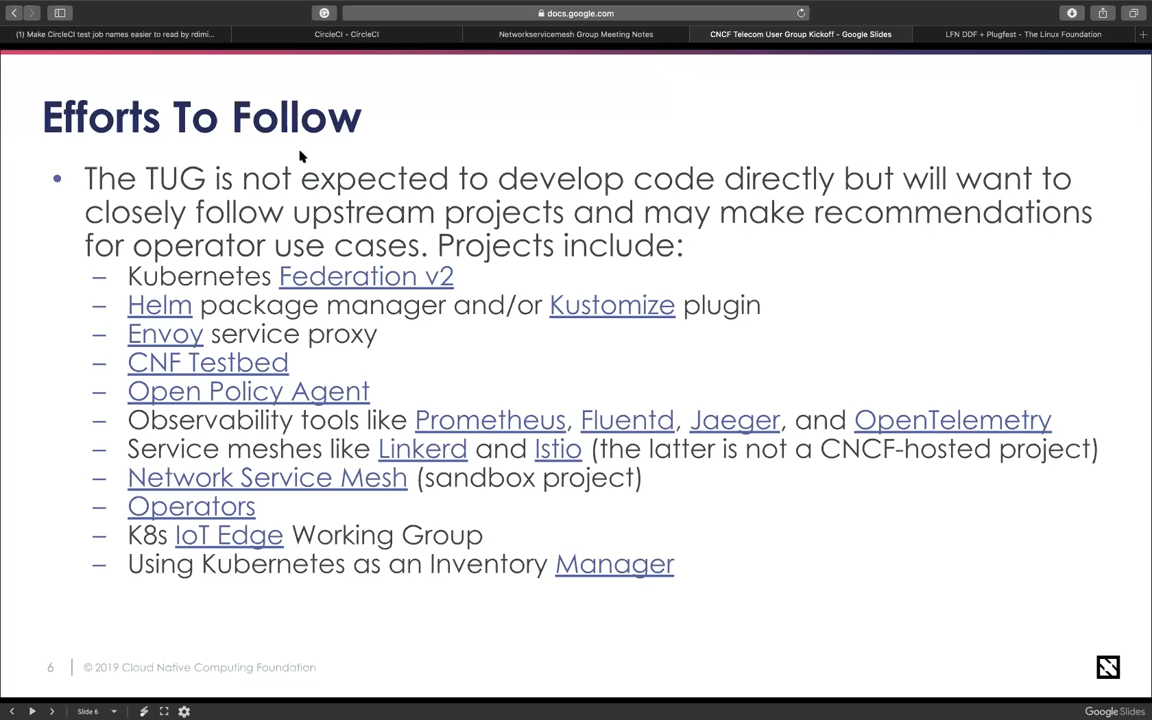 docs.google.com
(1) Make CircleCI test job names easier to read by rdimi...
CircleCI - CircleCI
Networkservicemesh Group Meeting Notes
CNCF Telecom User Group Kickoff - Google Slides
LFN DDF + Plugfest - The Linux Foundation
Efforts To Follow
• The TUG is not expected to develop code directly but will want to
closely follow upstream projects and may make recommendations
for operator use cases. Projects include:
– Kubernetes Federation v2
– Helm package manager and/or Kustomize plugin
– Envoy service proxy
– CNF Testbed
– Open Policy Agent
– Observability tools like Prometheus, Fluentd, Jaeger, and OpenTelemetry
– Service meshes like Linkerd and Istio (the latter is not a CNCF-hosted project)
– Network Service Mesh (sandbox project)
– Operators
– K8s IoT Edge Working Group
– Using Kubernetes as an Inventory Manager
6
© 2019 Cloud Native Computing Foundation
Slide 6
Google Slides